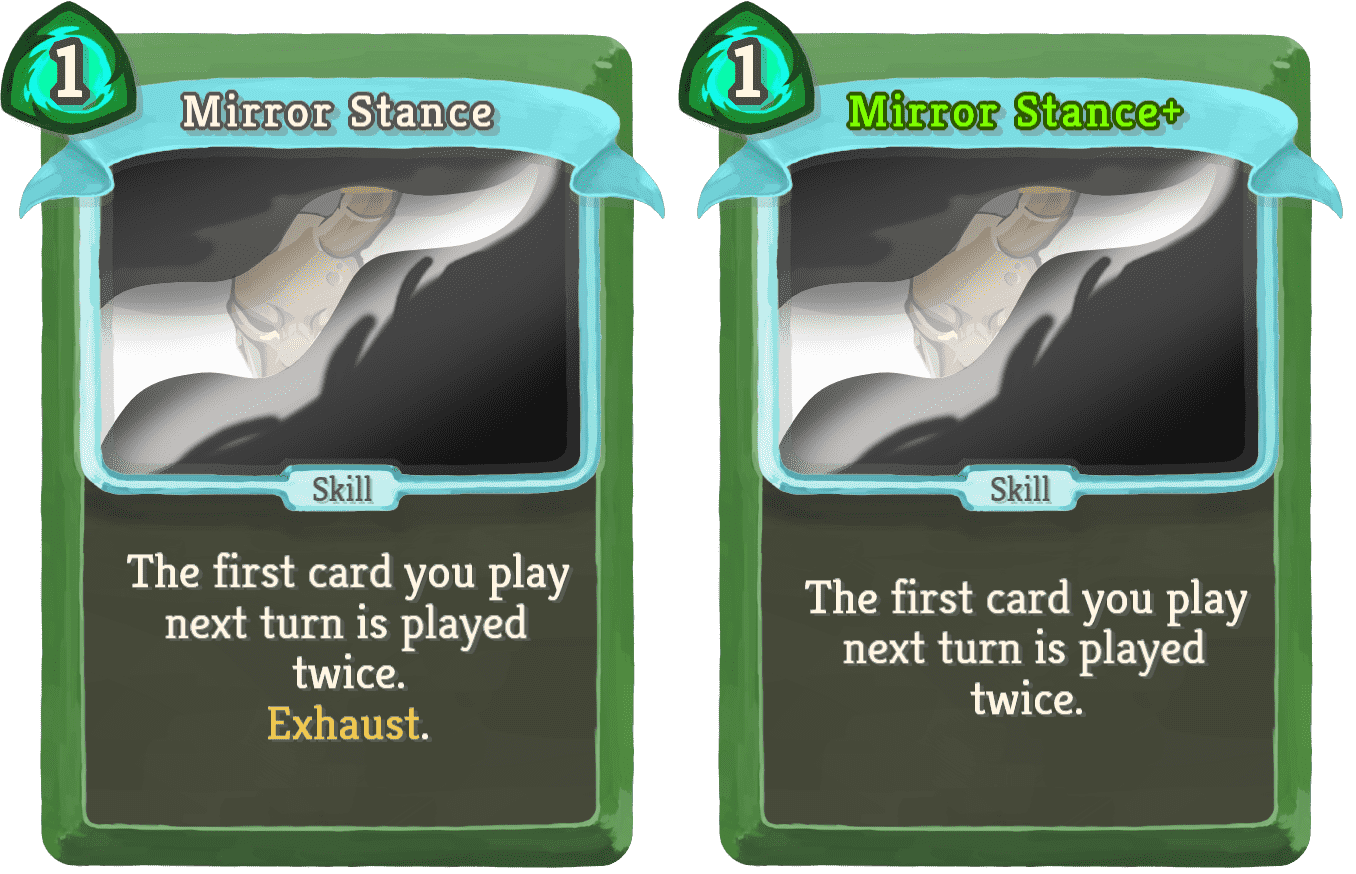 1
Mirror Stance
Skill
The first card you play
next turn is played
twice.
Exhaust.
1
Mirror Stance+
Skill
The first card you play
next turn is played
twice.